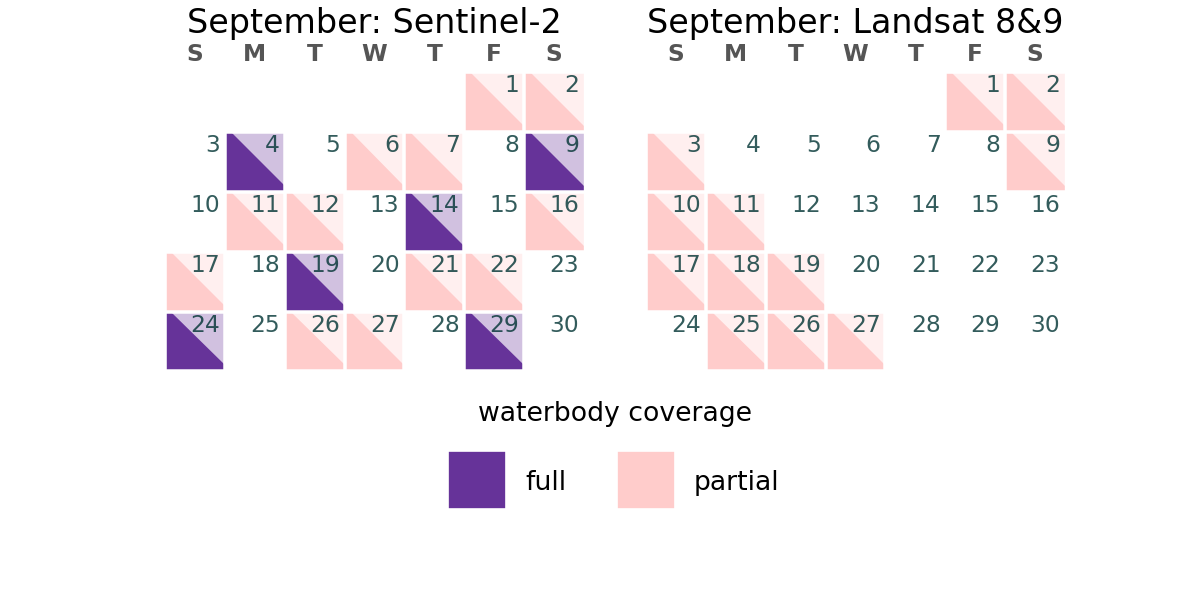 September: Sentinel-2
S M T W T F S
1 2
3 4 5 6 7 8 9
10 11 12 13 14 15 16
17 18 19 20 21 22 23
24 25 26 27 28 29 30
September: Landsat 8&9
S M T W T F S
1 2
3 4 5 6 7 8 9
10 11 12 13 14 15 16
17 18 19 20 21 22 23
24 25 26 27 28 29 30
waterbody coverage
full
partial